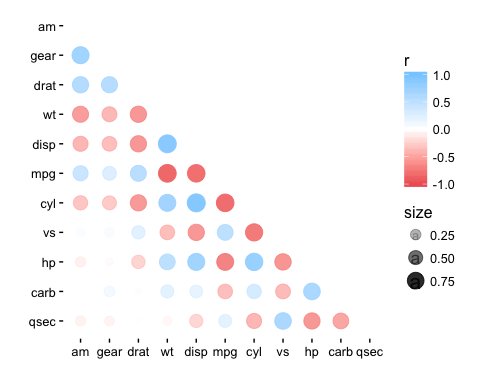 am
gear
drat
wt
disp
mpg
cyl
vs
hp
carb
qsec
am gear drat wt disp mpg cyl vs hp carb qsec
r
1.0
0.5
0.0
-0.5
-1.0
size
a 0.25
a 0.50
a 0.75